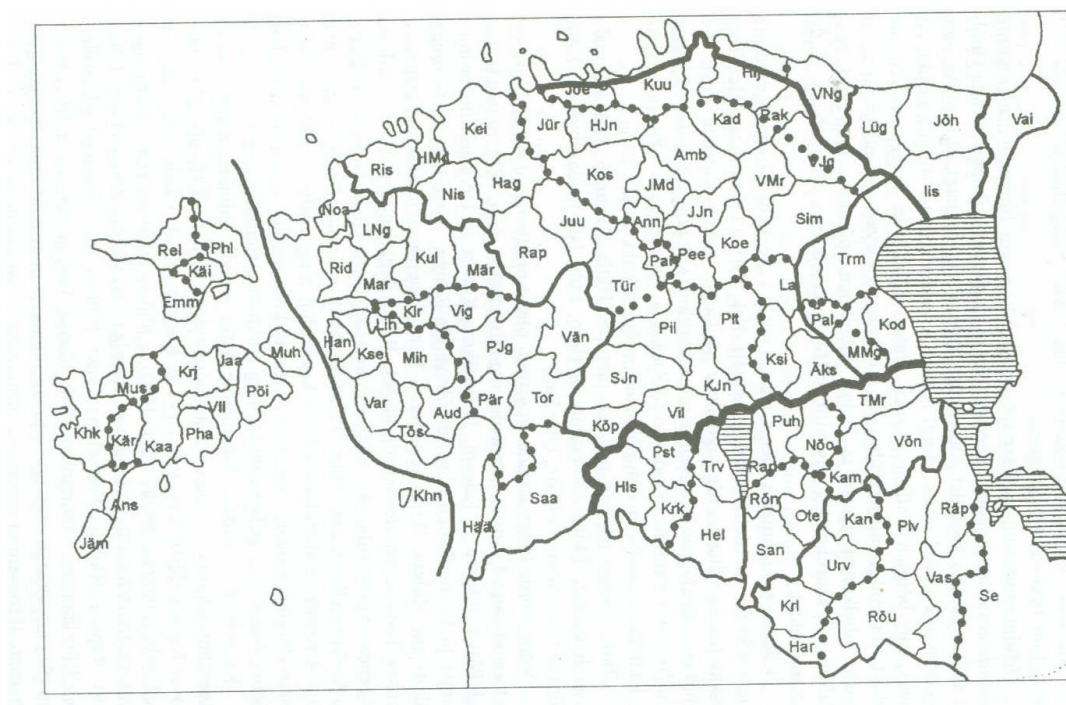 Joe
Kuu
Hlj
VNg
Lüg
Jõh
Vai
Kei
Jür
HJn
Kad
Rak
Jg
Iis
Ris
HMd
Nis
Hag
Kos
Amb
JMd
VMr
Sim
Noa
LNg
Juu
Ann
JJn
Koe
Rid
Mar
Kul
Mär
Rap
Tür
Pai
Pee
La
Trm
Rei
Phl
Käi
Emm
Kir
Lih
Vig
Vän
Pil
Plt
Pal
Kod
MMg
Han
Kse
Mih
PJg
Ksi
Äks
Muh
Jaa
Krj
Mus
Pöi
Vll
Var
Aud
Pär
Tor
SJn
KJn
TMr
Khk
Kär
Kaa
Pha
Tõs
Kõp
Vil
Puh
Nõo
Võn
Pst
Trv
Ran
Kam
Ans
Jäm
Khn
Hää
Saa
Hls
Krk
Hel
Rõn
Ote
Kan
Plv
Räp
San
Urv
Vas
Se
Krl
Rõu
Har